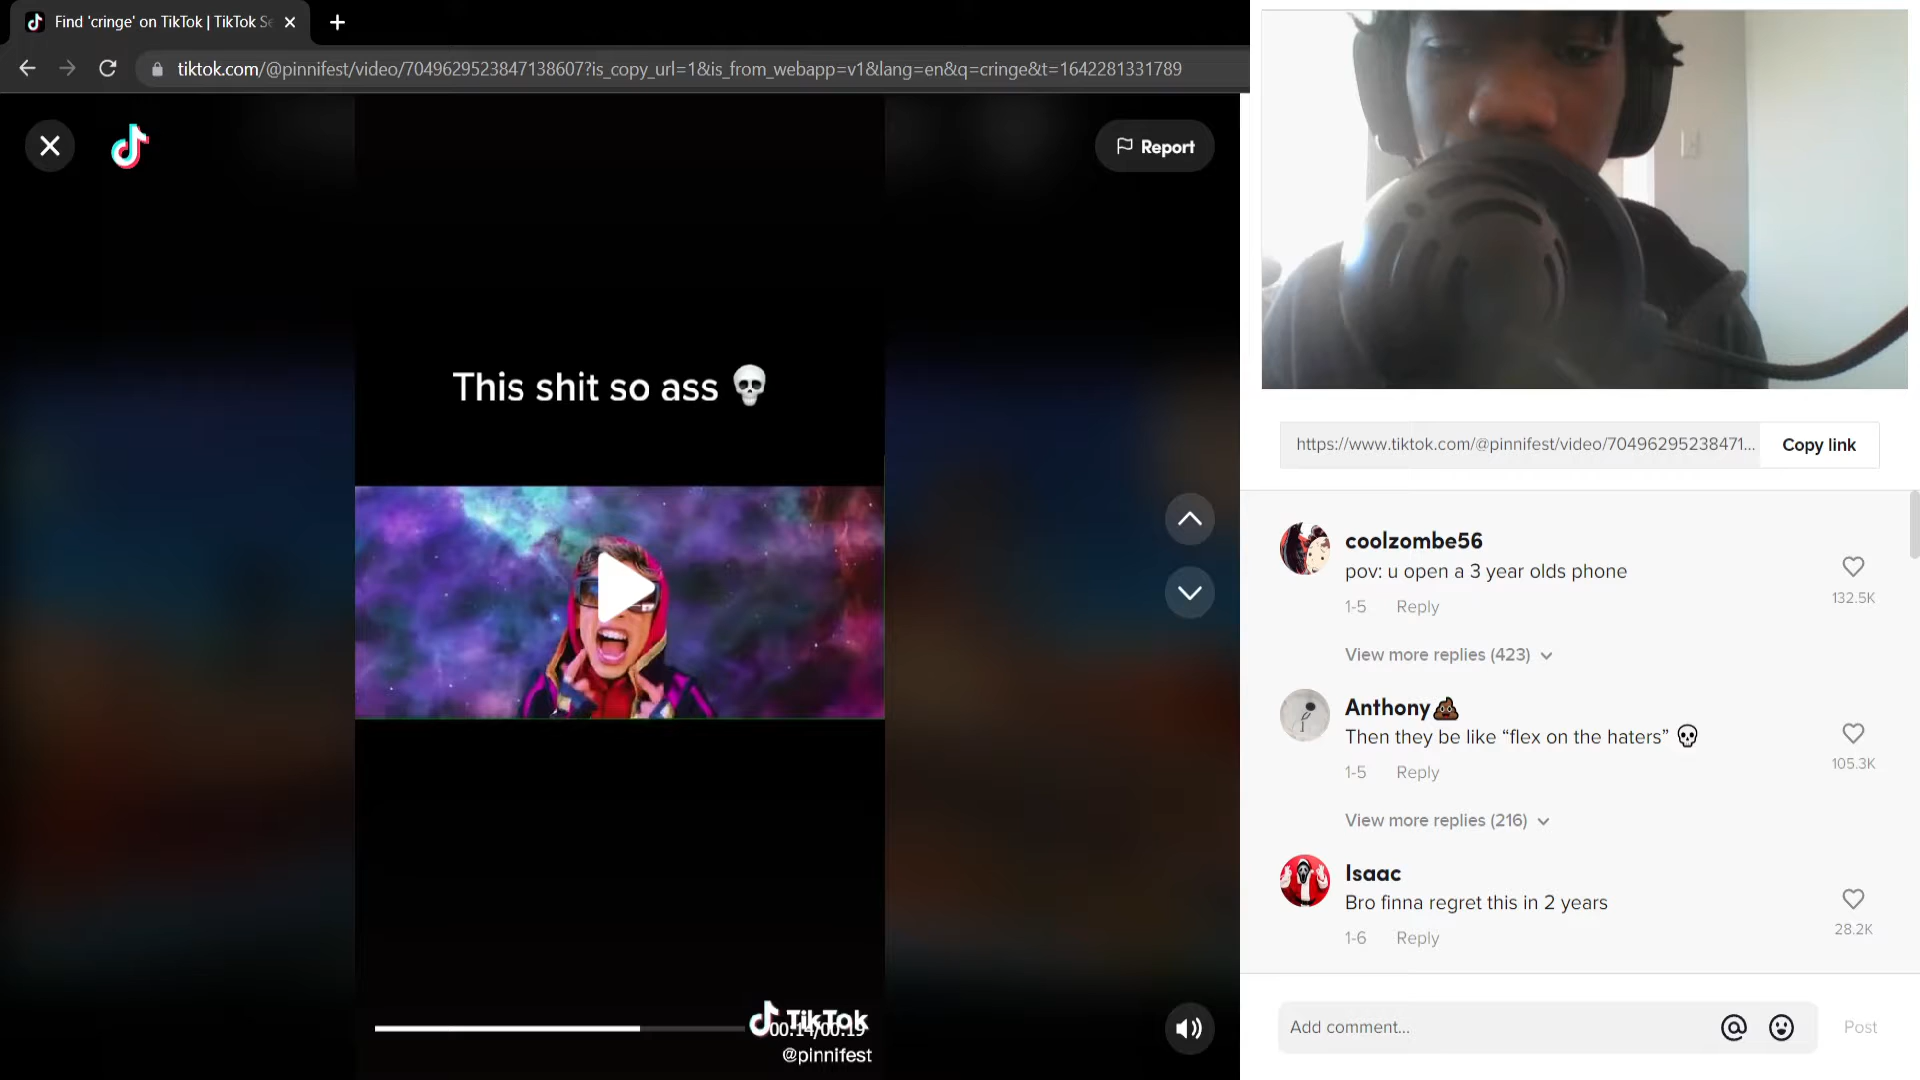 Find 'cringe' on TikTok | TikTok Se
tiktok.com/@pinnifest/video/7049629523847138607?is_copy_url=1&is_from_webapp=v1&lang=en&q=cringe&t=1642281331789
Report
This shit so ass 💀
TikTok
00:14/00:19
@pinnifest
https://www.tiktok.com/@pinnifest/video/70496295238471...
Copy link
coolzombe56
pov: u open a 3 year olds phone
1-5 Reply
132.5K
View more replies (423)
Anthony💩
Then they be like “flex on the haters” 💀
1-5 Reply
105.3K
View more replies (216)
Isaac
Bro finna regret this in 2 years
1-6 Reply
28.2K
Add comment...
Post